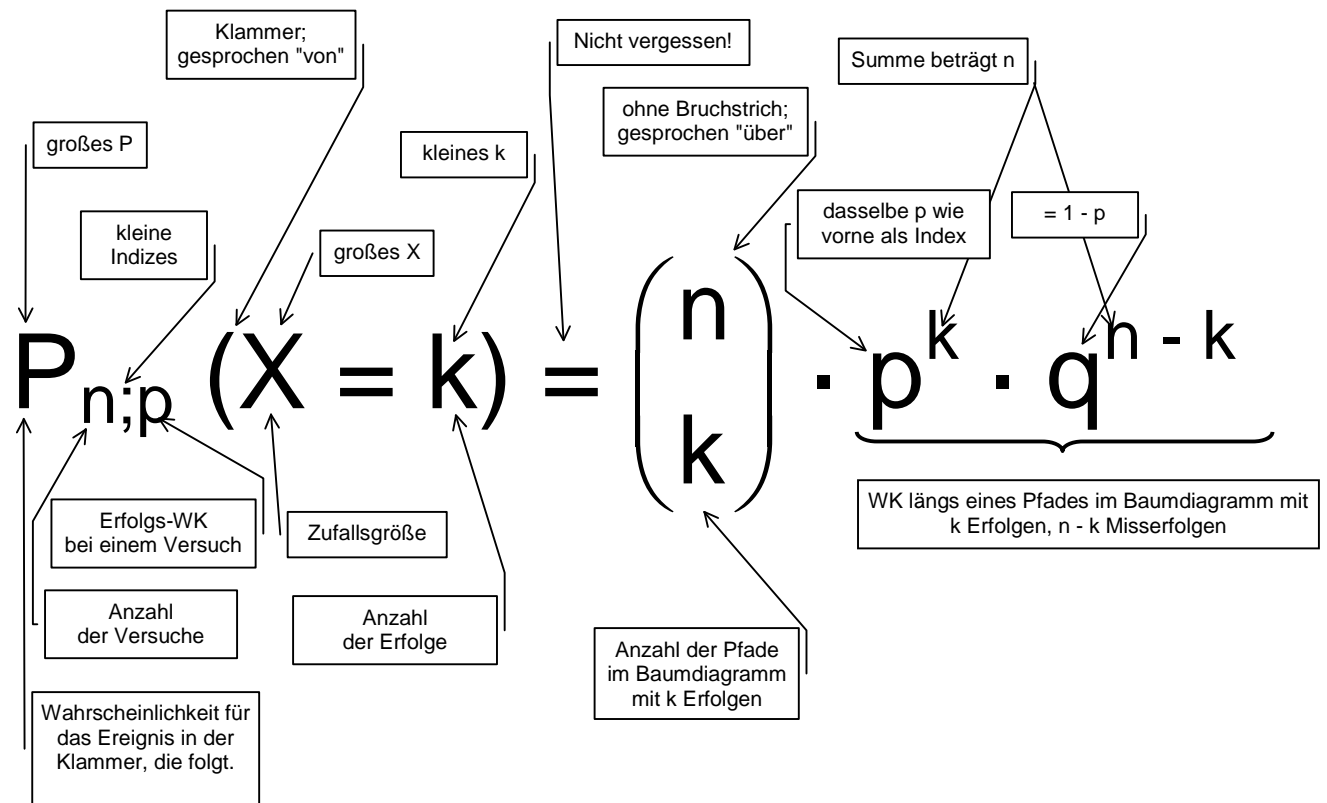 Klammer;
gesprochen "von"
Nicht vergessen!
Summe beträgt n
ohne Bruchstrich;
gesprochen "über"
großes P
kleines k
dasselbe p wie
vorne als Index
= 1 - p
kleine
Indizes
großes X
P n;p (X = k) = ( n k ) · p^k · q^n - k
Erfolgs-WK
bei einem Versuch
Zufallsgröße
WK längs eines Pfades im Baumdiagramm mit
k Erfolgen, n - k Misserfolgen
Anzahl
der Versuche
Anzahl
der Erfolge
Anzahl der Pfade
im Baumdiagramm
mit k Erfolgen
Wahrscheinlichkeit für
das Ereignis in der
Klammer, die folgt.